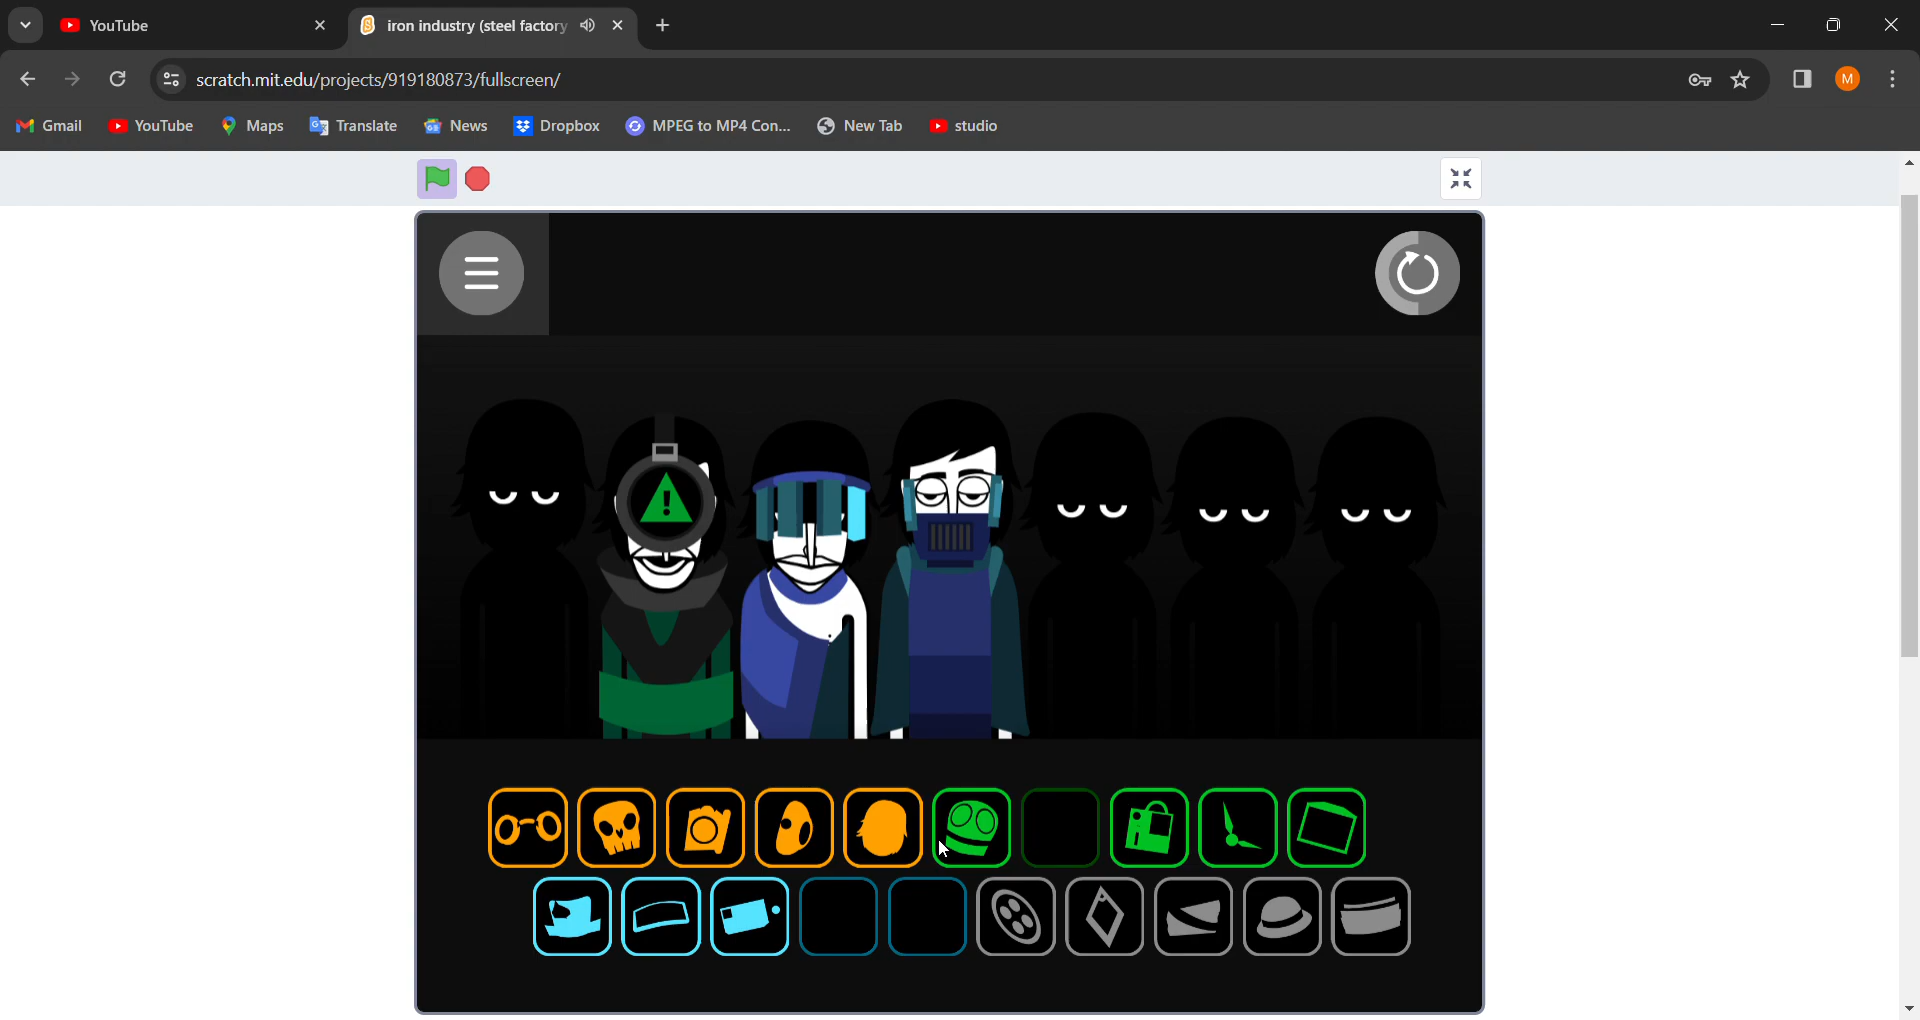 YouTube
iron industry (steel factory
scratch.mit.edu/projects/919180873/fullscreen/
M
Gmail
YouTube
Maps
Translate
News
Dropbox
MPEG to MP4 Con...
New Tab
studio
!